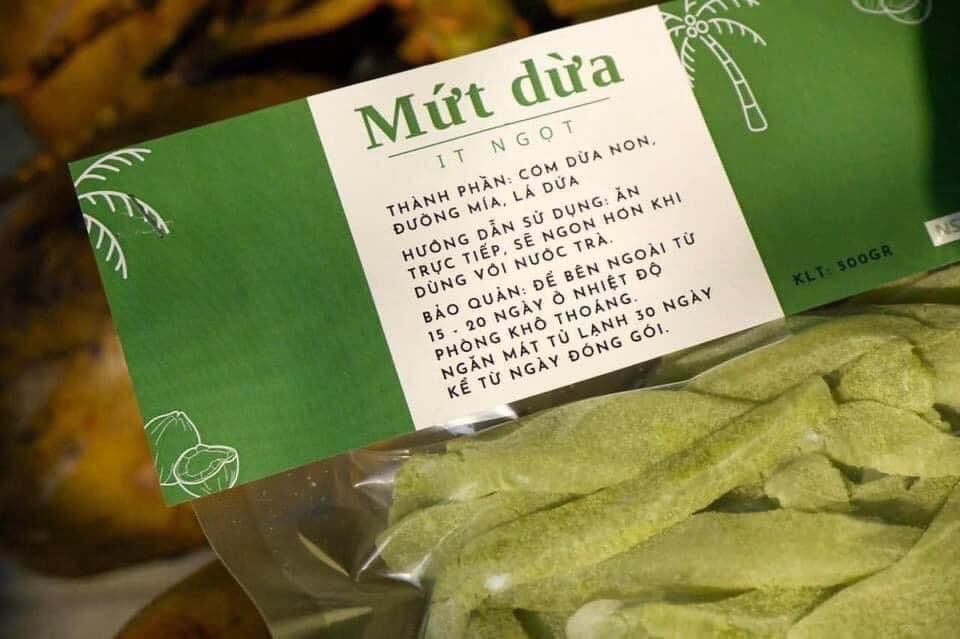 Mứt dừa
IT NGỌT
THÀNH PHẦN: CƠM DỪA NON,
ĐƯỜNG MÍA, LÁ DỨA
HƯỚNG DẪN SỬ DỤNG: ĂN
TRỰC TIẾP, SẼ NGON HƠN KHI
DÙNG VỚI NƯỚC TRÀ.
BẢO QUẢN: ĐỂ BÊN NGOÀI TỪ
15 - 20 NGÀY Ở NHIỆT ĐỘ
PHÒNG KHÔ THOÁNG.
NGĂN MÁT TỦ LẠNH 30 NGÀY
KỂ TỪ NGÀY ĐÓNG GÓI.
KLT: 500GR